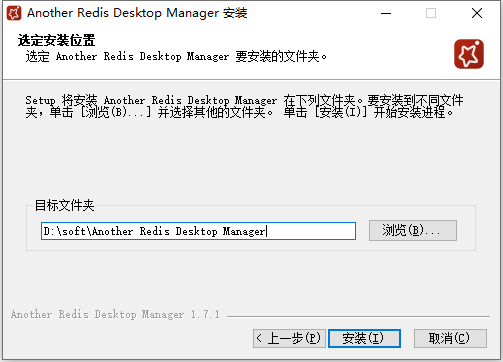 Another Redis Desktop Manager 安装
选定安装位置
选定 Another Redis Desktop Manager 要安装的文件夹。
Setup 将安装 Another Redis Desktop Manager 在下列文件夹。要安装到不同文件
夹，单击 [浏览(B)...] 并选择其他的文件夹。 单击 [安装(I)] 开始安装进程。
目标文件夹
D:\soft\Another Redis Desktop Manager
浏览(B)...
Another Redis Desktop Manager 1.7.1
< 上一步(P)
安装(I)
取消(C)